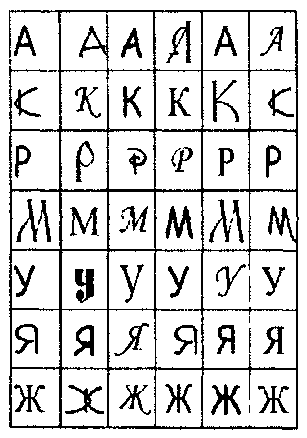 А А А А А А
К К К К К К
Р Р Р Р Р Р
М М М М М М
У У У У У У
Я Я Я Я Я Я
Ж Ж Ж Ж Ж Ж